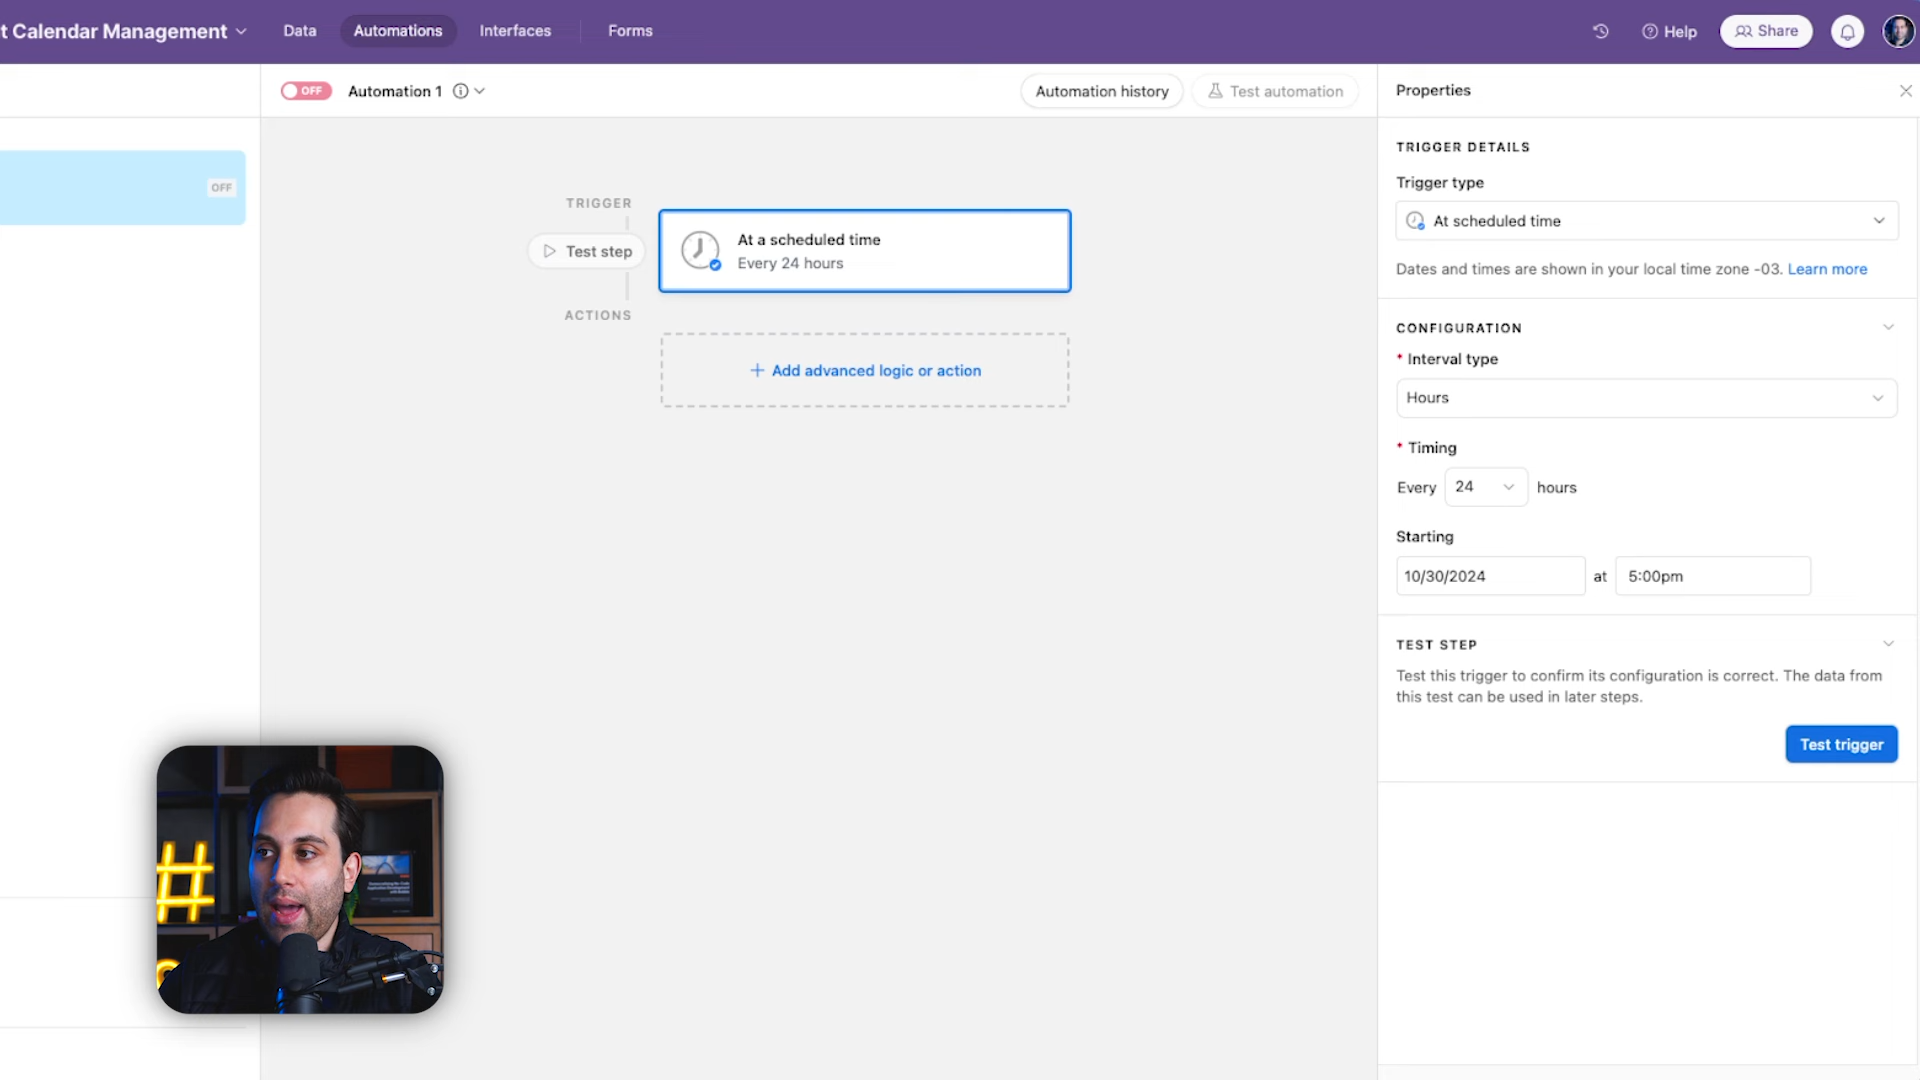 t Calendar Management
Data
Automations
Interfaces
Forms
Help
Share
OFF
Automation 1
Automation history
Test automation
Properties
OFF
TRIGGER
Test step
At a scheduled time
Every 24 hours
ACTIONS
+ Add advanced logic or action
TRIGGER DETAILS
Trigger type
At scheduled time
Dates and times are shown in your local time zone -03. Learn more
CONFIGURATION
* Interval type
Hours
* Timing
Every 24 hours
Starting
10/30/2024 at 5:00pm
TEST STEP
Test this trigger to confirm its configuration is correct. The data from
this test can be used in later steps.
Test trigger
#